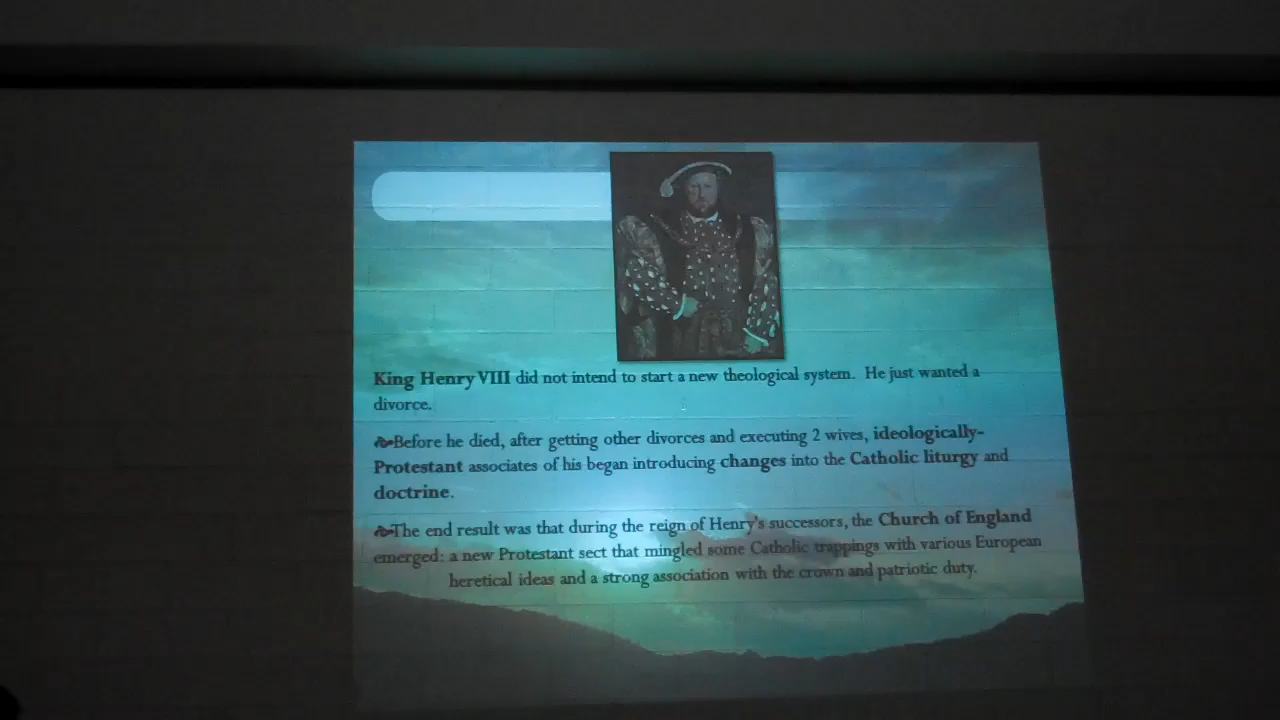 King Henry VIII did not intend to start a new theological system. He just wanted a
divorce.
Before he died, after getting other divorces and executing 2 wives, ideologically-
Protestant associates of his began introducing changes into the Catholic liturgy and
doctrine.
The end result was that during the reign of Henry's successors, the Church of England
emerged: a new Protestant sect that mingled some Catholic trappings with various European
heretical ideas and a strong association with the crown and patriotic duty.